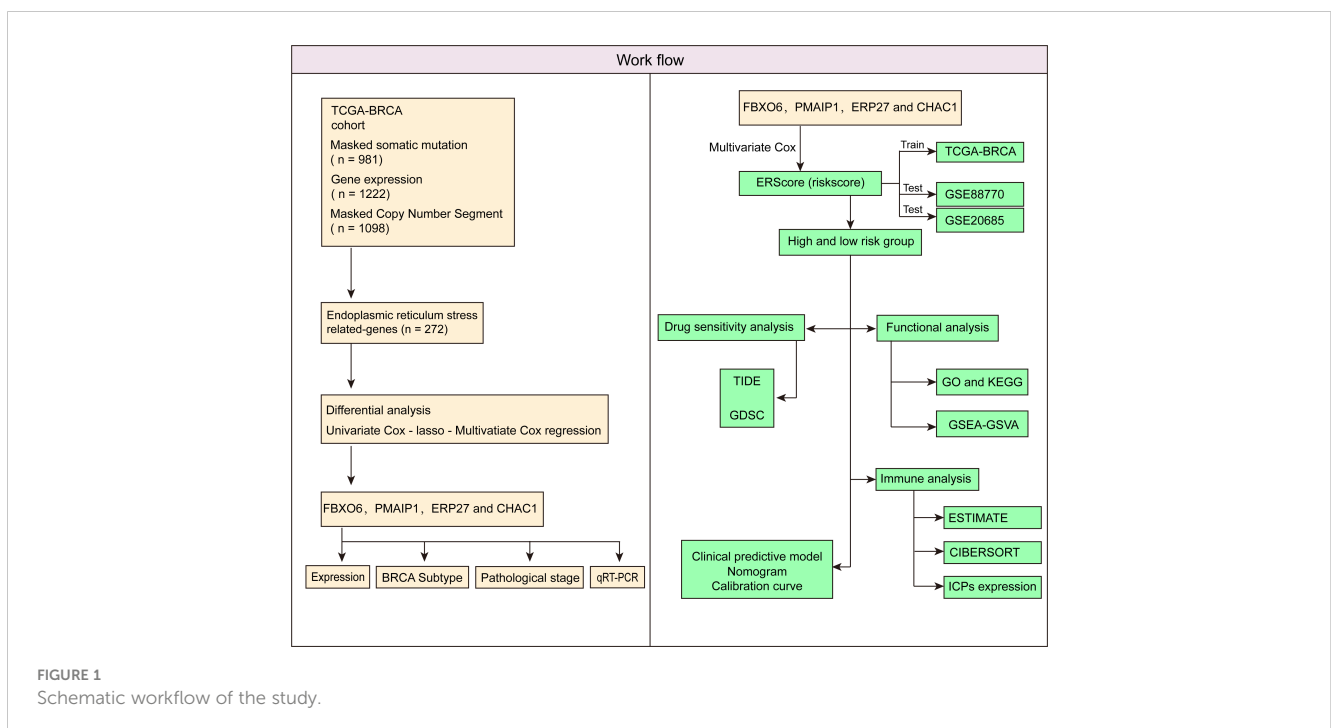 Work flow
TCGA-BRCA
cohort
Masked somatic mutation
( n = 981)
Gene expression
( n = 1222)
Masked Copy Number Segment
( n = 1098)
Endoplasmic reticulum stress
related-genes (n = 272)
Differential analysis
Univariate Cox - lasso - Multivatiate Cox regression
FBXO6, PMAIP1, ERP27 and CHAC1
Expression
BRCA Subtype
Pathological stage
qRT-PCR
FBXO6, PMAIP1, ERP27 and CHAC1
Multivariate Cox
ERScore (riskscore)
Train
TCGA-BRCA
Test
GSE88770
Test
GSE20685
High and low risk group
Drug sensitivity analysis
TIDE
GDSC
Functional analysis
GO and KEGG
GSEA-GSVA
Immune analysis
ESTIMATE
CIBERSORT
ICPs expression
Clinical predictive model
Nomogram
Calibration curve
FIGURE 1
Schematic workflow of the study.